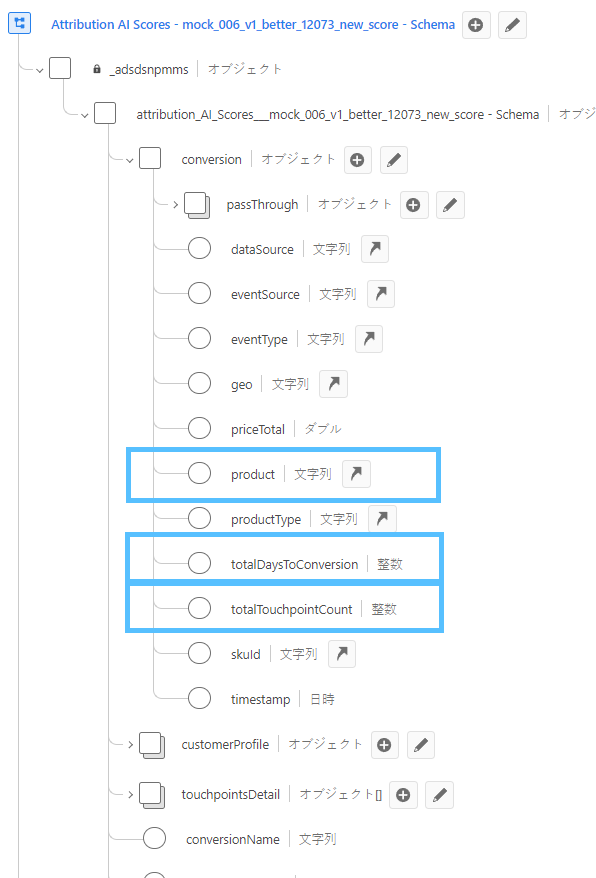 Attribution AI Scores - mock_006_v1_better_12073_new_score - Schema
_adsdsnpmms オブジェクト
attribution_AI_Scores___mock_006_v1_better_12073_new_score - Schema オブジ
conversion オブジェクト
passThrough オブジェクト
dataSource 文字列
eventSource 文字列
eventType 文字列
geo 文字列
priceTotal ダブル
product 文字列
productType 文字列
totalDaysToConversion 整数
totalTouchpointCount 整数
skuId 文字列
timestamp 日時
customerProfile オブジェクト
touchpointsDetail オブジェクト[]
conversionName 文字列